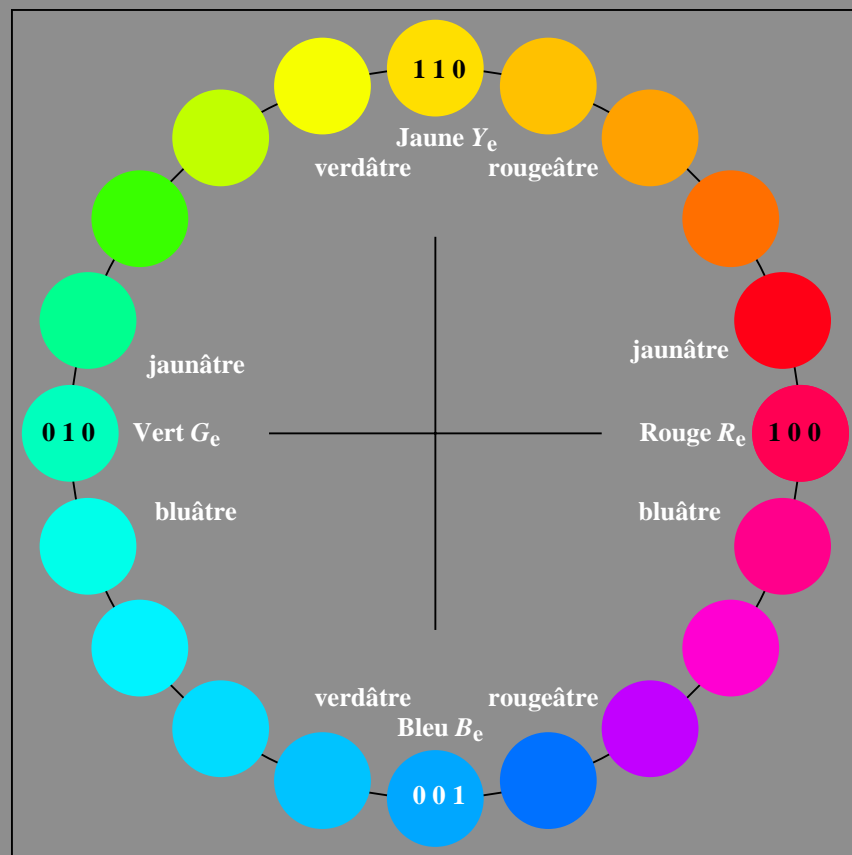 1 1 0
Jaune Yₑ
verdâtre rougeâtre
jaunâtre
jaunâtre
0 1 0 Vert Gₑ Rouge Rₑ 1 0 0
bluâtre bluâtre
verdâtre rougeâtre
Bleu Bₑ
0 0 1